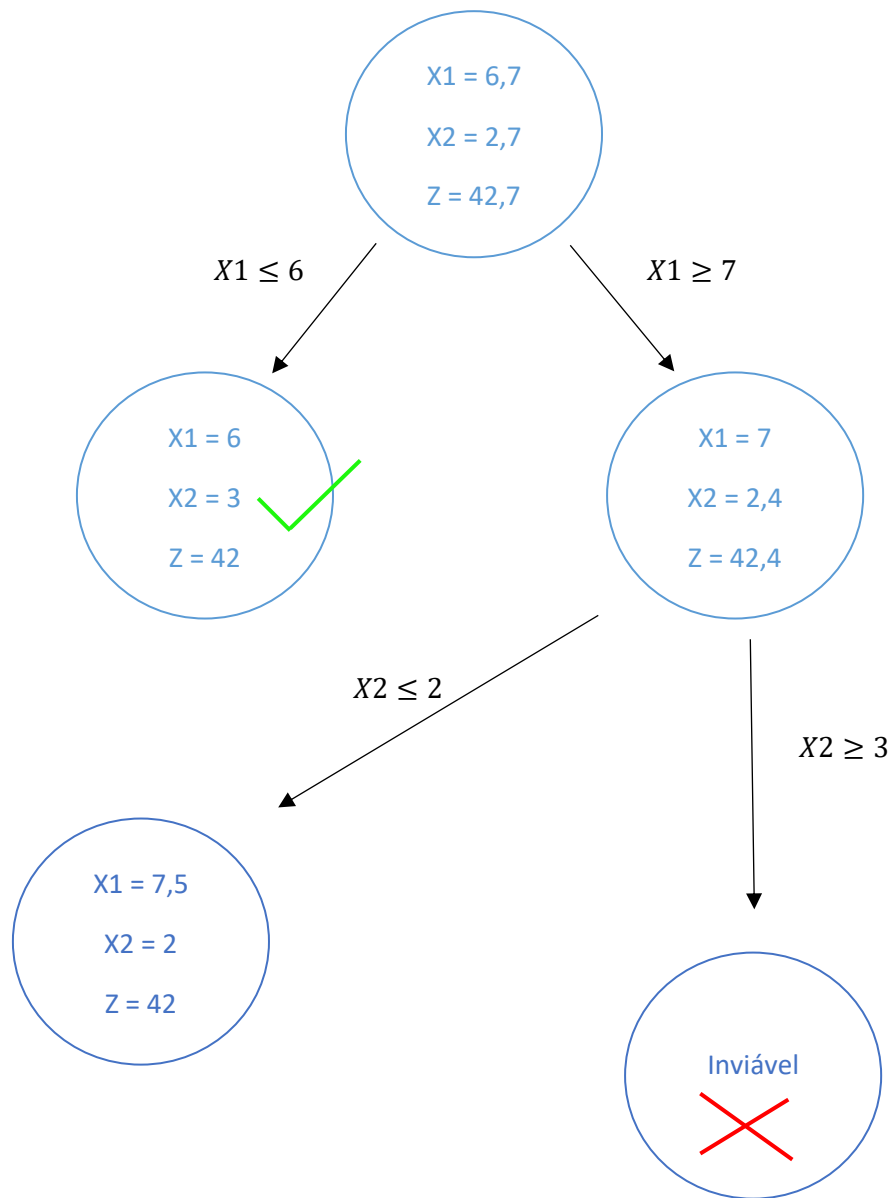 X1 = 6,7
X2 = 2,7
Z = 42,7
X1 ≤ 6
X1 ≥ 7
X1 = 6
X2 = 3
Z = 42
X1 = 7
X2 = 2,4
Z = 42,4
X2 ≤ 2
X2 ≥ 3
X1 = 7,5
X2 = 2
Z = 42
Inviável